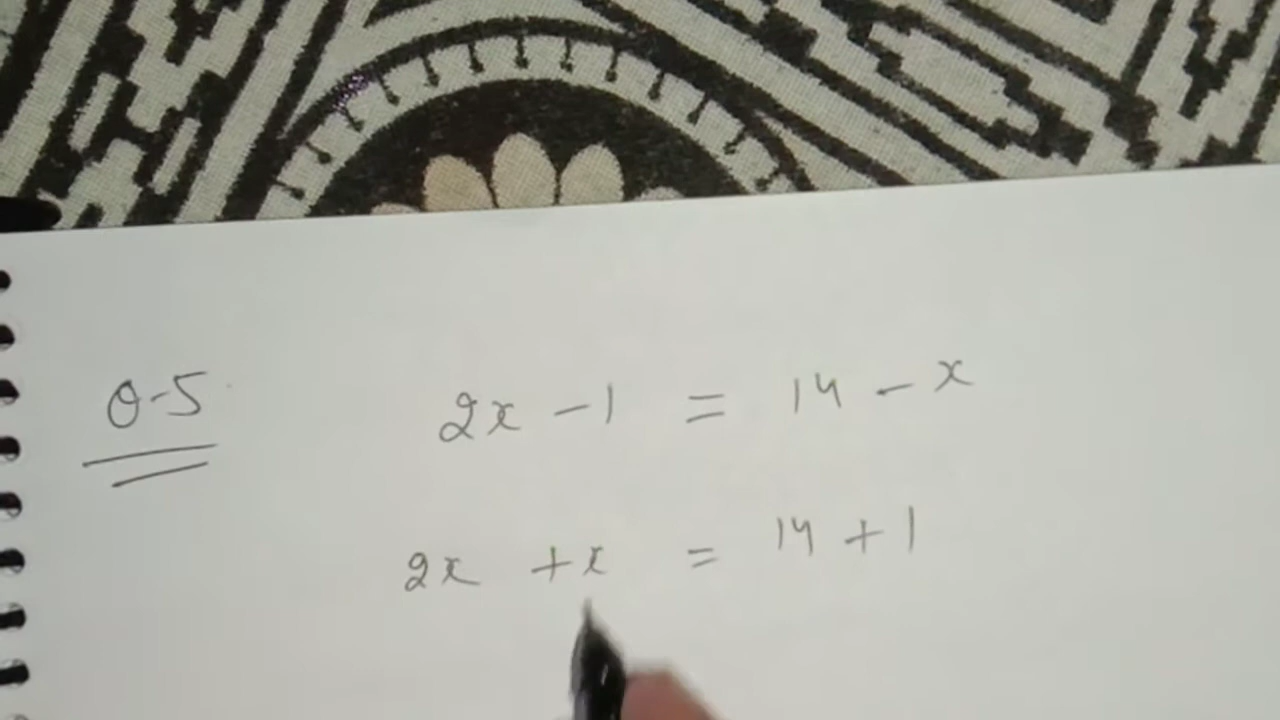 Q-5
2x - 1 = 14 - x
2x + x = 14 + 1